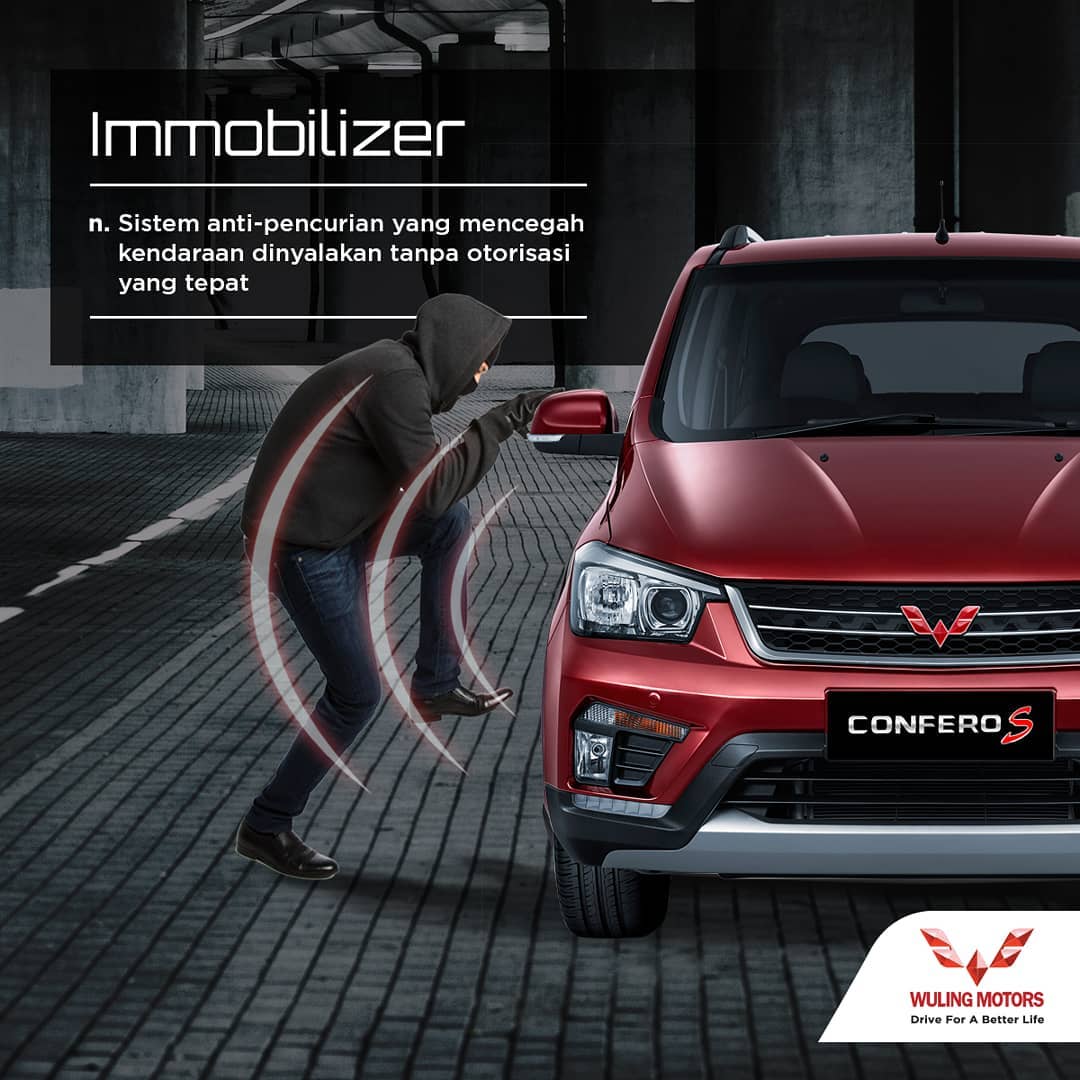 Immobilizer
n. Sistem anti-pencurian yang mencegah
kendaraan dinyalakan tanpa otorisasi
yang tepat
CONFERO S
WULING MOTORS
Drive For A Better Life